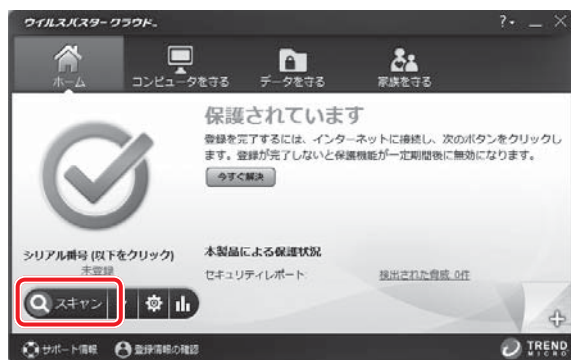 ウイルスバスター クラウド™
?
ホーム
コンピュータを守る
データを守る
家族を守る
保護されています
登録を完了するには、インターネットに接続し、次のボタンをクリックし
ます。登録が完了しないと保護機能が一定期間後に無効になります。
今すぐ解決
シリアル番号 (以下をクリック)
未登録
本製品による保護状況
セキュリティレポート
検出された脅威 0件
スキャン
サポート情報
登録情報の確認
TREND
MICRO